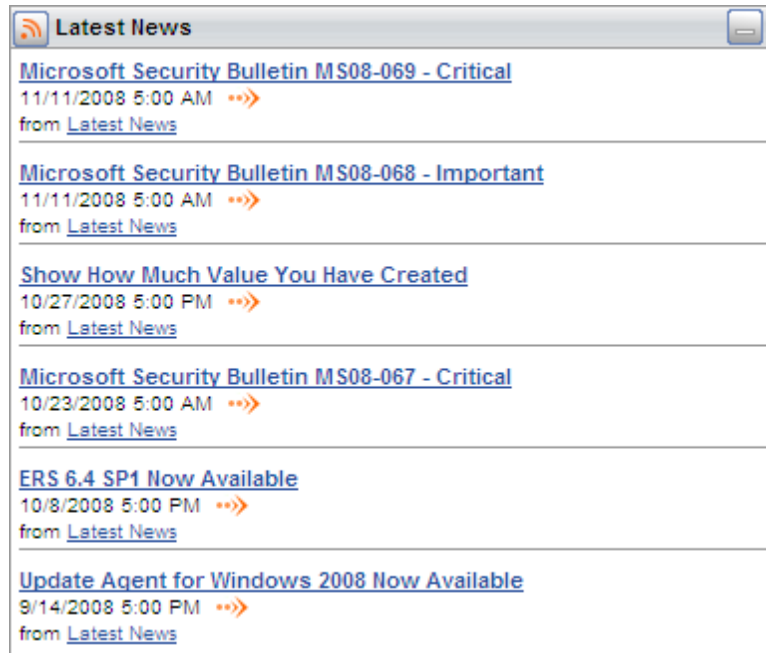 Latest News
Microsoft Security Bulletin MS08-069 - Critical
11/11/2008 5:00 AM
from Latest News
Microsoft Security Bulletin MS08-068 - Important
11/11/2008 5:00 AM
from Latest News
Show How Much Value You Have Created
10/27/2008 5:00 PM
from Latest News
Microsoft Security Bulletin MS08-067 - Critical
10/23/2008 5:00 AM
from Latest News
ERS 6.4 SP1 Now Available
10/8/2008 5:00 PM
from Latest News
Update Agent for Windows 2008 Now Available
9/14/2008 5:00 PM
from Latest News